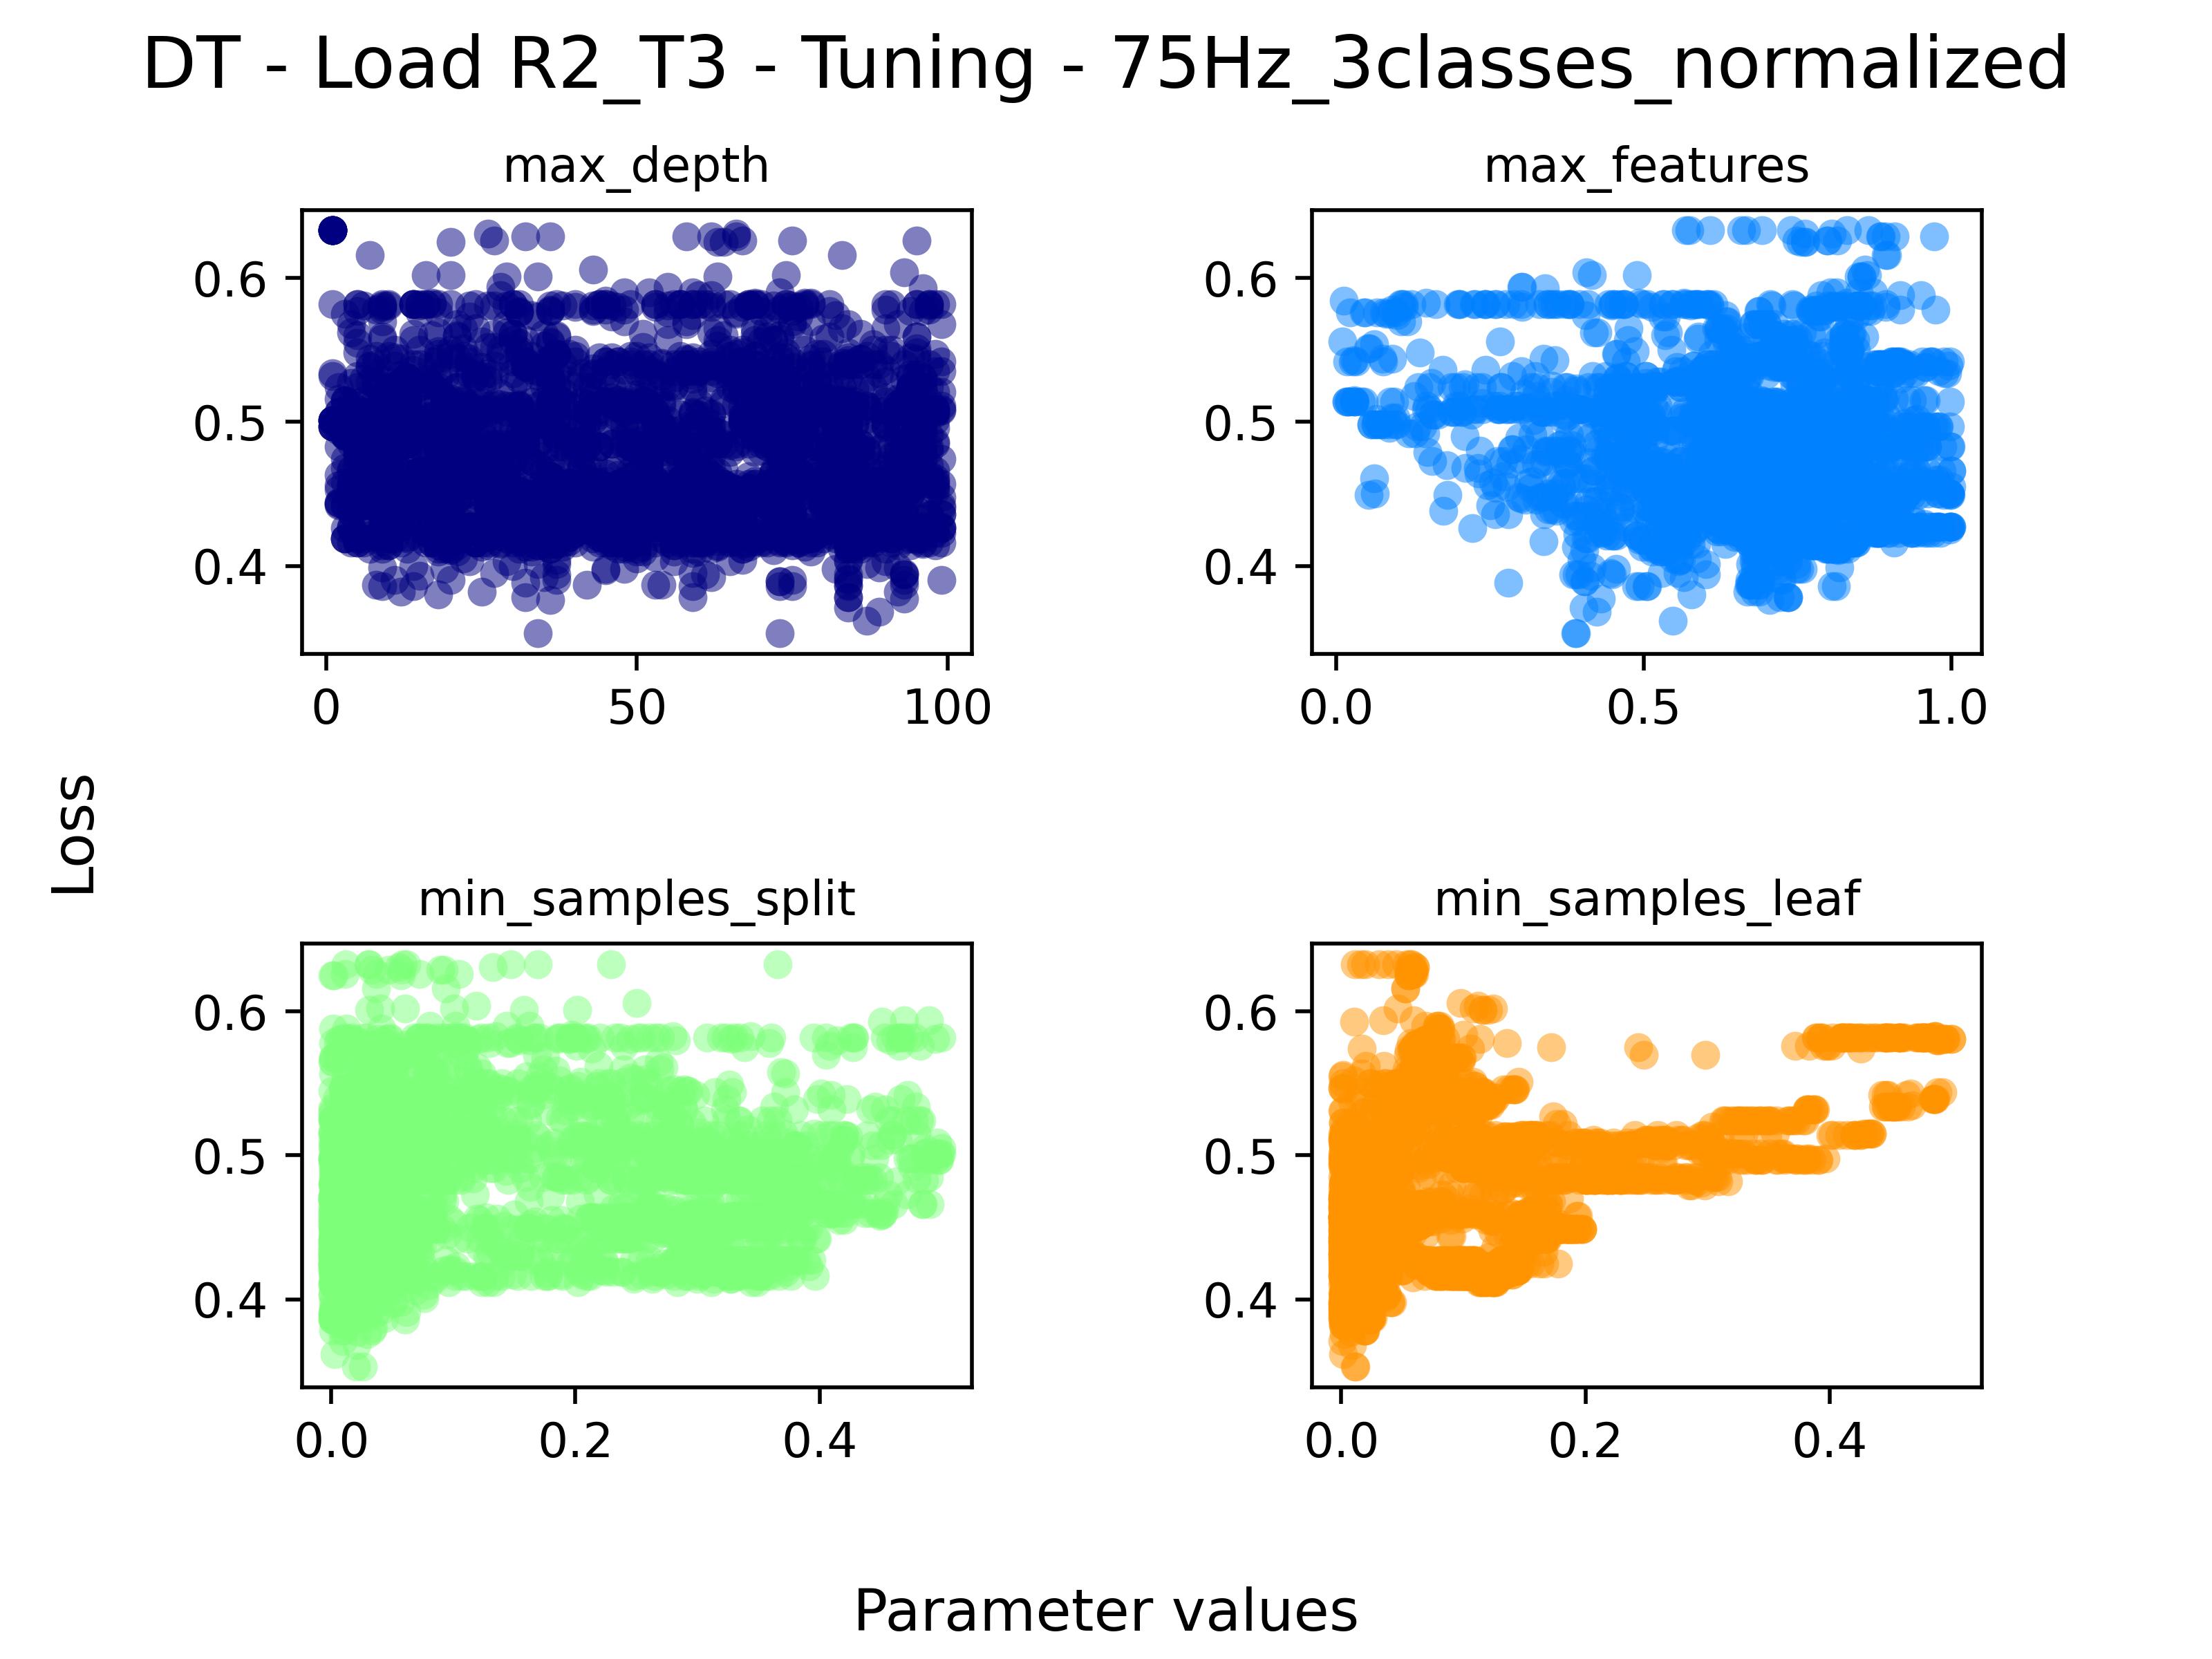 DT - Load R2_T3 - Tuning - 75Hz_3classes_normalized
max_depth
0.6
0.5
0.4
0 50 100
max_features
0.6
0.5
0.4
0.0 0.5 1.0
Loss
min_samples_split
0.6
0.5
0.4
0.0 0.2 0.4
min_samples_leaf
0.6
0.5
0.4
0.0 0.2 0.4
Parameter values